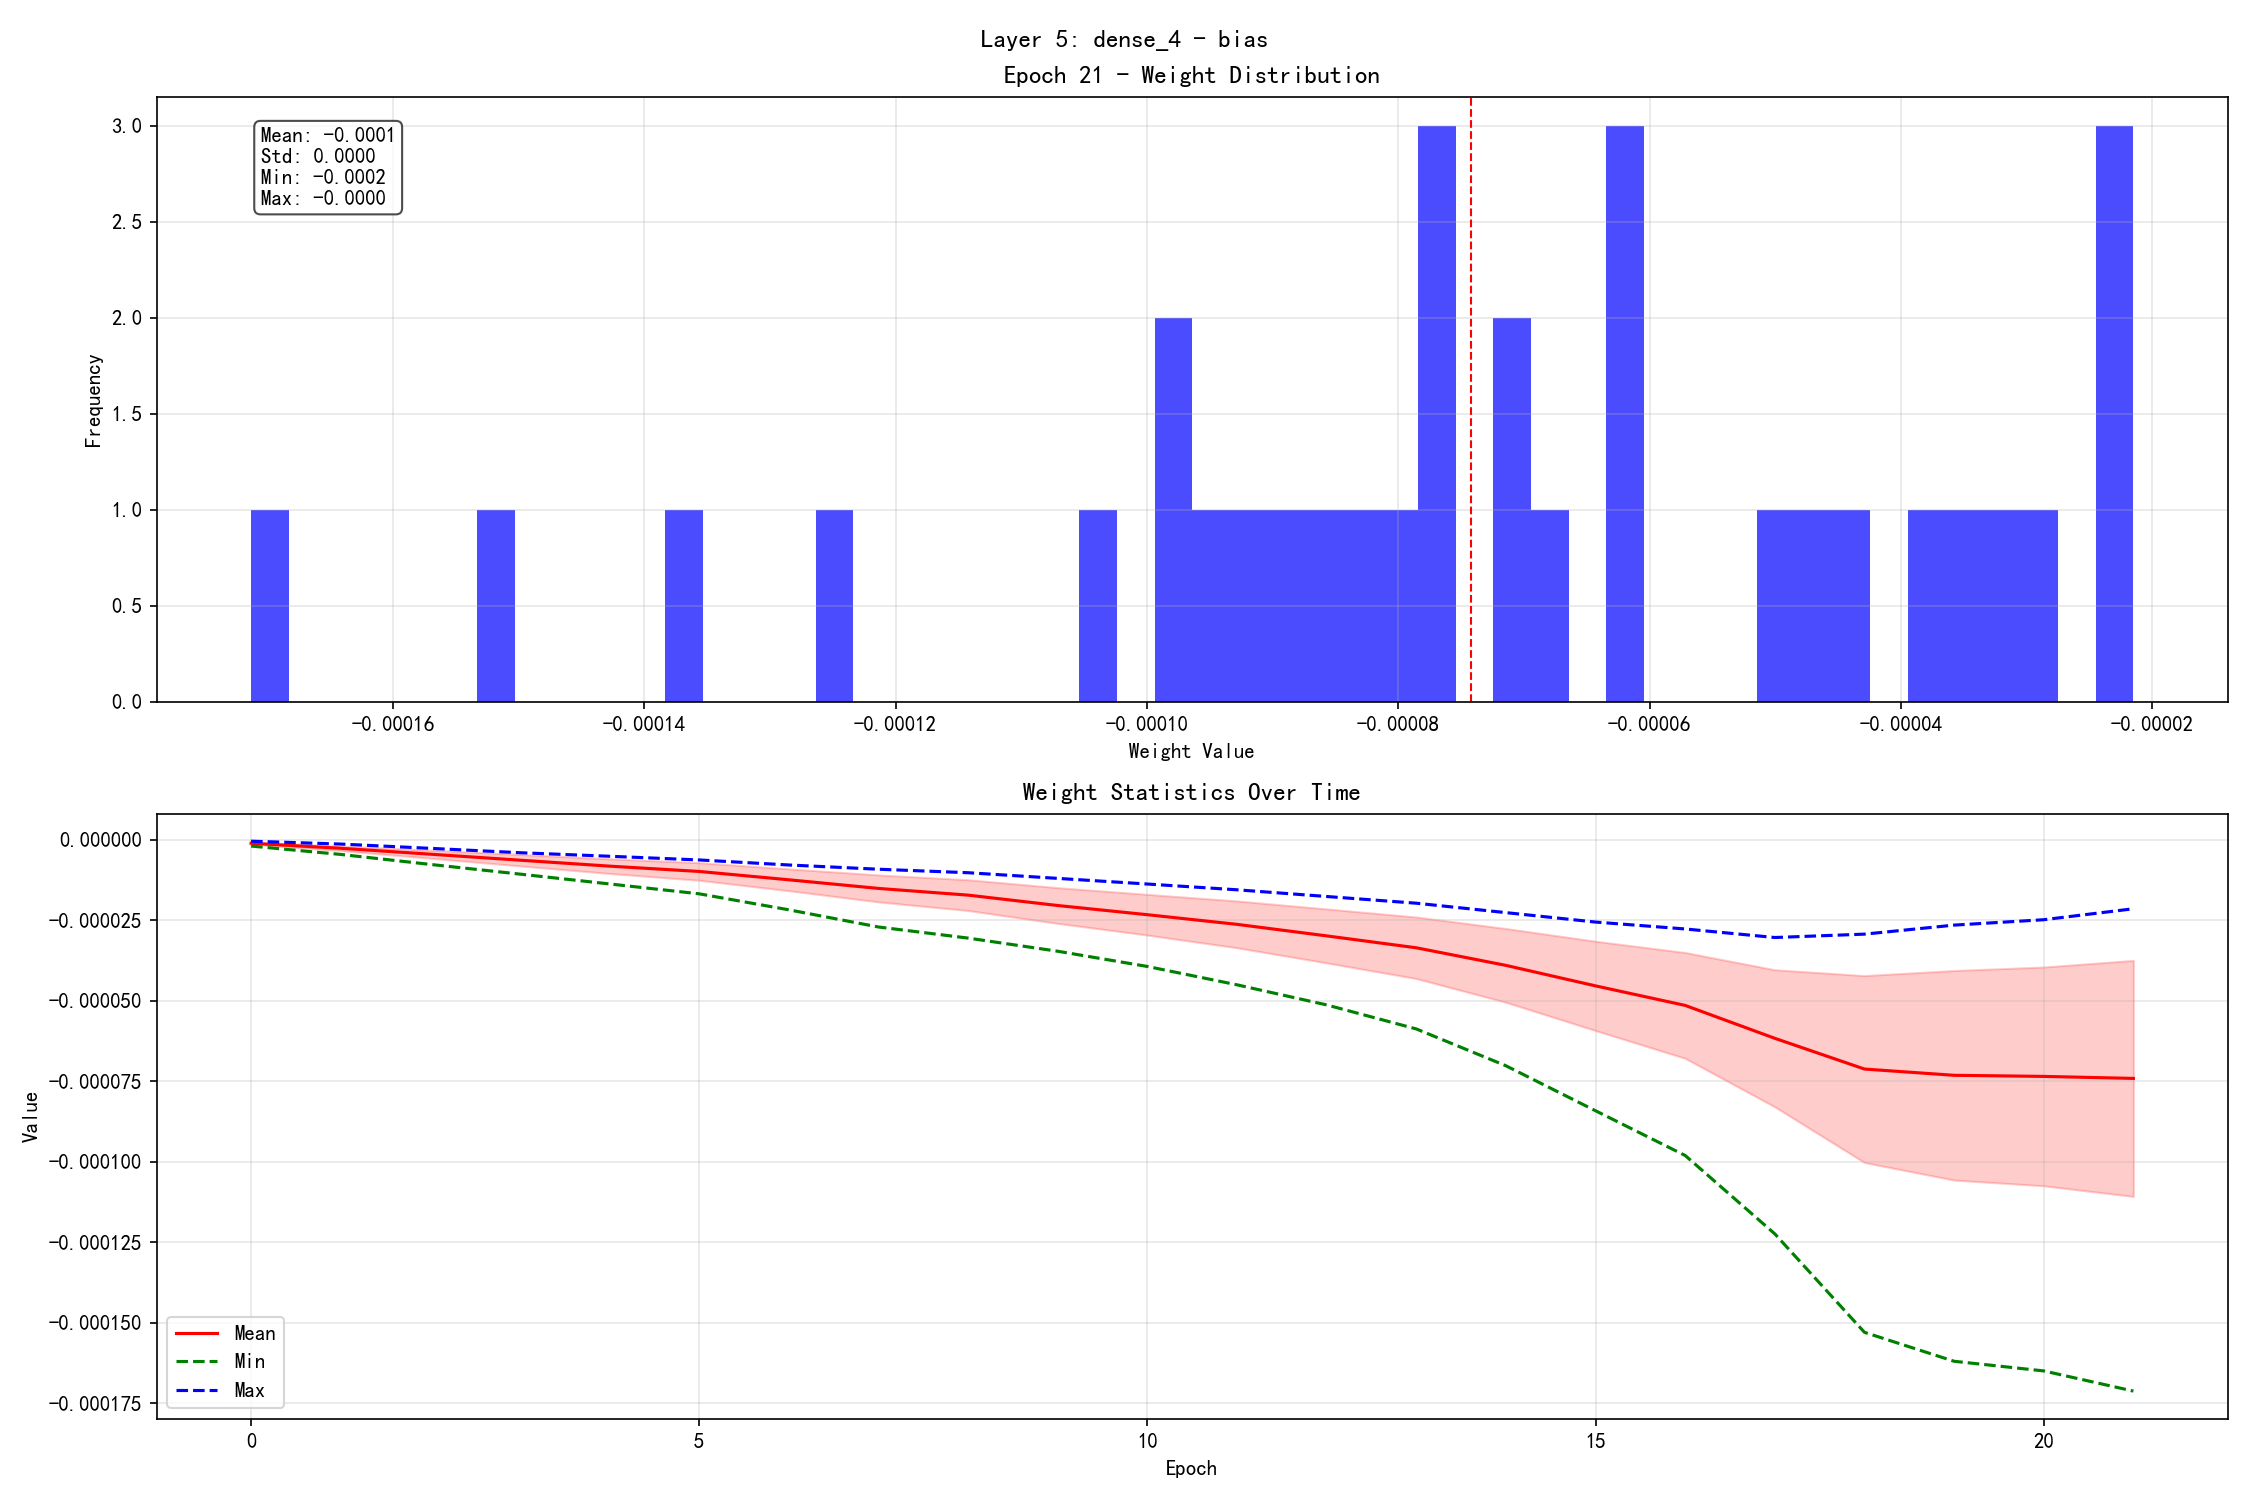 Layer 5: dense_4 - bias
Epoch 21 - Weight Distribution
Mean: -0.0001
Std: 0.0000
Min: -0.0002
Max: -0.0000
3.0
2.5
2.0
1.5
1.0
0.5
0.0
Frequency
-0.00016 -0.00014 -0.00012 -0.00010 -0.00008 -0.00006 -0.00004 -0.00002
Weight Value
Weight Statistics Over Time
0.000000
-0.000025
-0.000050
-0.000075
-0.000100
-0.000125
-0.000150
-0.000175
Value
Mean
Min
Max
0 5 10 15 20
Epoch